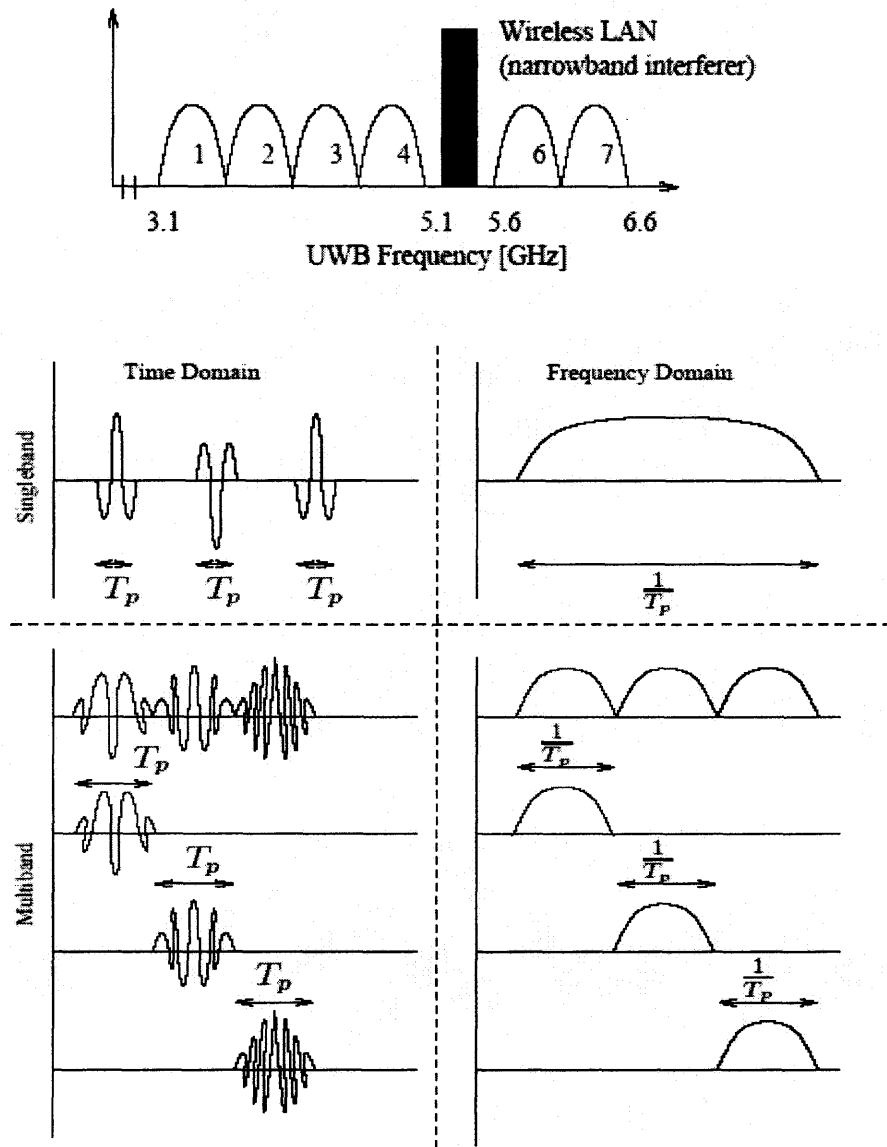 Wireless LAN
(narrowband interferer)
1 2 3 4 6 7
3.1 5.1 5.6 6.6
UWB Frequency [GHz]
Time Domain
Frequency Domain
Singleband
T_p T_p T_p
1/T_p
Multiband
T_p
1/T_p
T_p
1/T_p
T_p
1/T_p